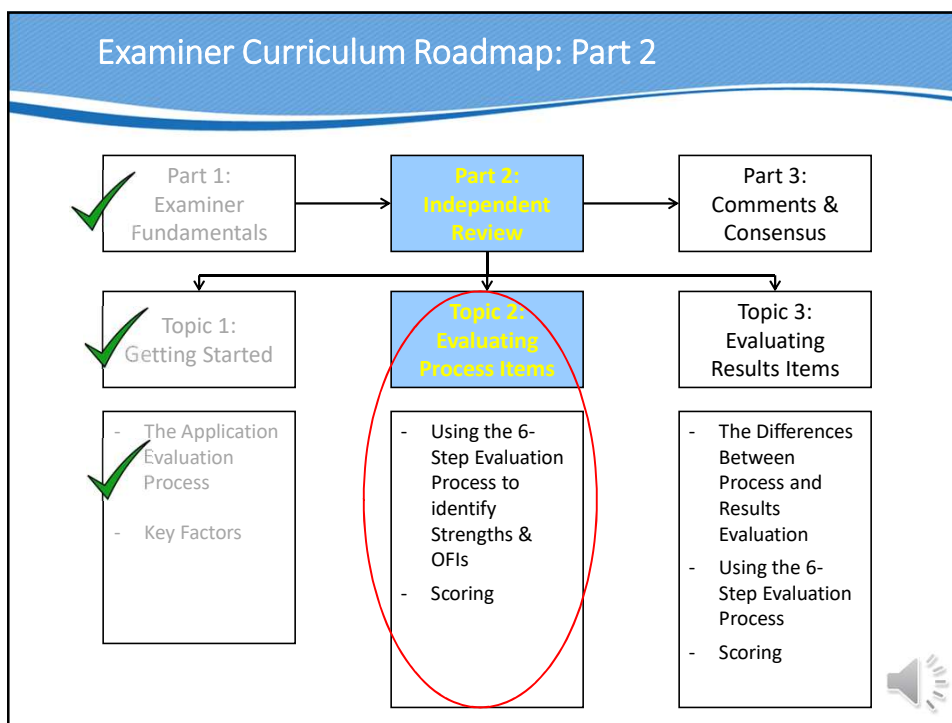 Examiner Curriculum Roadmap: Part 2
Part 1:
Examiner
Fundamentals
Part 2:
Independent
Review
Part 3:
Comments &
Consensus
Topic 1:
Getting Started
Topic 2:
Evaluating
Process Items
Topic 3:
Evaluating
Results Items
- The Application
Evaluation
Process
- Key Factors
- Using the 6-
Step Evaluation
Process to
identify
Strengths &
OFIs
- Scoring
- The Differences
Between
Process and
Results
Evaluation
- Using the 6-
Step Evaluation
Process
- Scoring